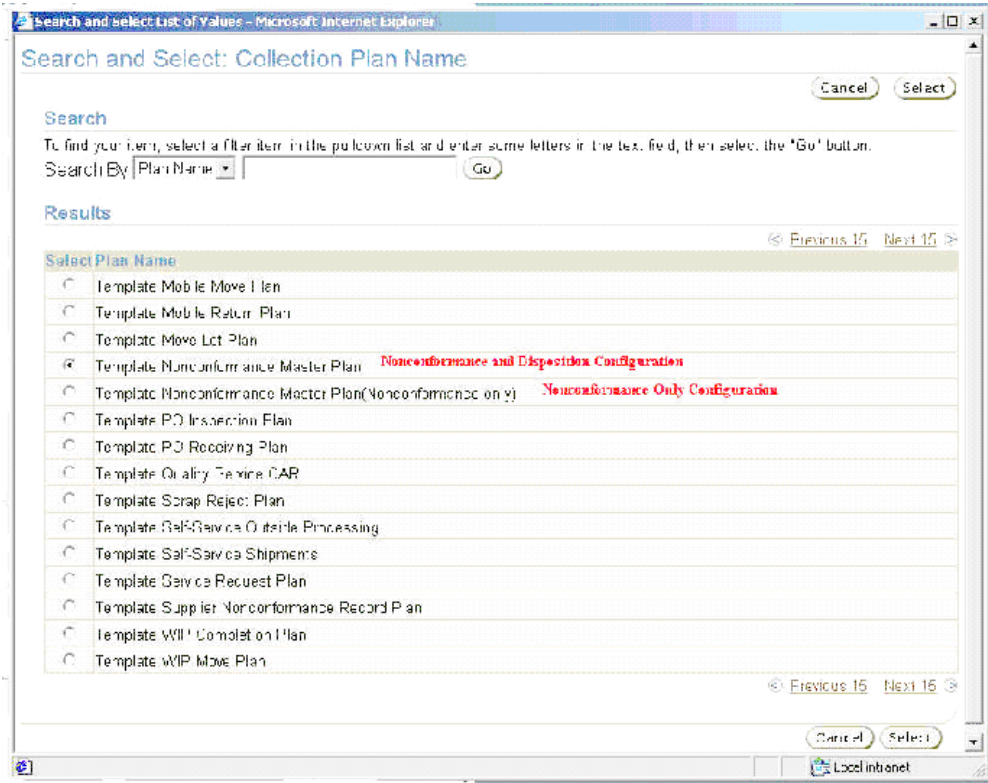 Search and Select List of Values - Microsoft Internet Explorer
Search and Select: Collection Plan Name
Cancel Select
Search
To find your item, select a filter item in the pulldown list and enter some letters in the text field, then select the "Go" button.
Search By Plan Name Go
Results
Previous 15 Next 15
Select Plan Name
Template Mobile Move Plan
Template Mobile Return Plan
Template Move Lot Plan
Template Nonconformance Master Plan Nonconformance and Disposition Configuration
Template Nonconformance Master Plan(Nonconformance only) Nonconformance Only Configuration
Template PO Inspection Plan
Template PO Receiving Plan
Template Quality Service CAR
Template Scrap Reject Plan
Template Self-Service Outside Processing
Template Self-Service Shipments
Template Service Request Plan
Template Supplier Nonconformance Record Plan
Template WIP Completion Plan
Template WIP Move Plan
Previous 15 Next 15
Cancel Select
Local intranet